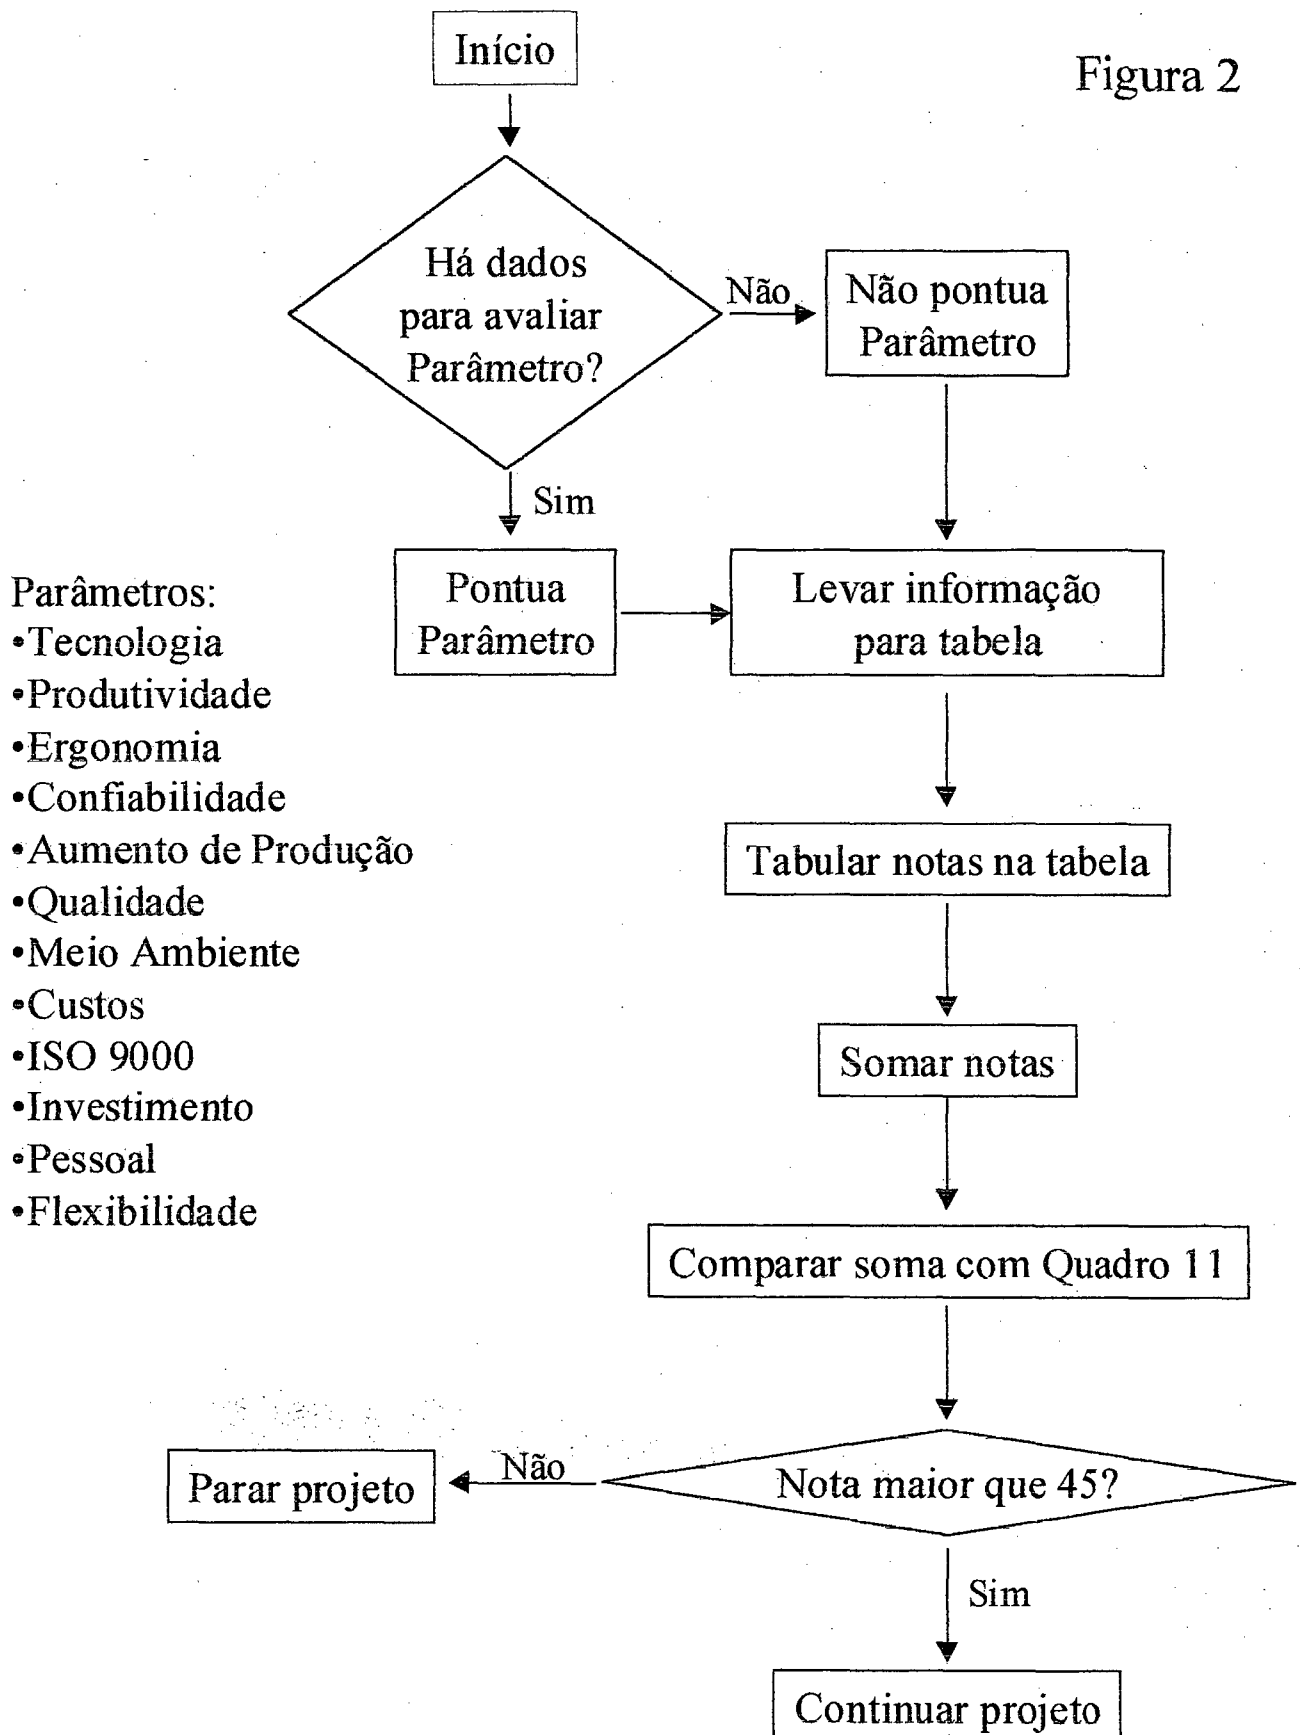 Início
Figura 2
Há dados
para avaliar
Parâmetro?
Não
Não pontua
Parâmetro
Sim
Pontua
Parâmetro
Levar informação
para tabela
Parâmetros:
•Tecnologia
•Produtividade
•Ergonomia
•Confiabilidade
•Aumento de Produção
•Qualidade
•Meio Ambiente
•Custos
•ISO 9000
•Investimento
•Pessoal
•Flexibilidade
Tabular notas na tabela
Somar notas
Comparar soma com Quadro 11
Nota maior que 45?
Não
Parar projeto
Sim
Continuar projeto